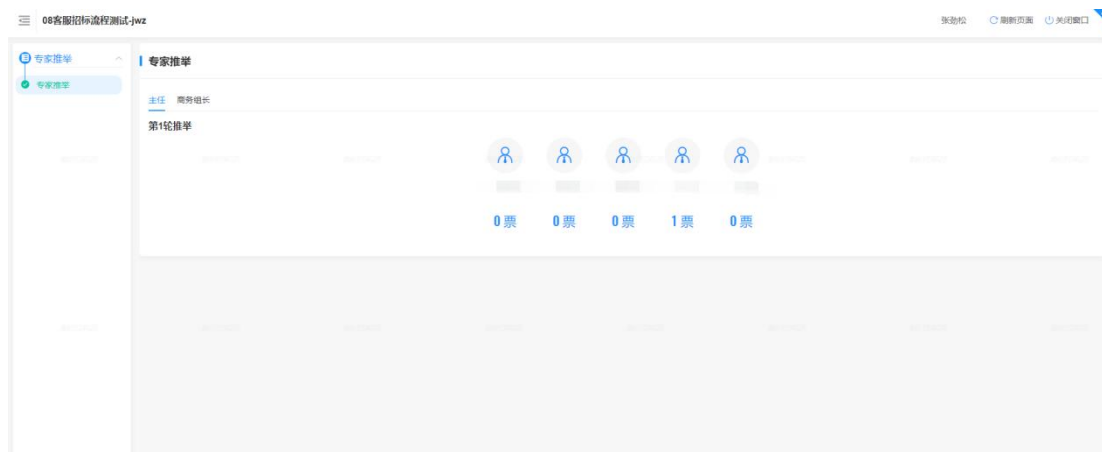 08客服招标流程测试-jwz
张劲松 刷新页面 关闭窗口
专家推举
专家推举
专家推举
主任 商务组长
第1轮推举
0票 0票 0票 1票 0票